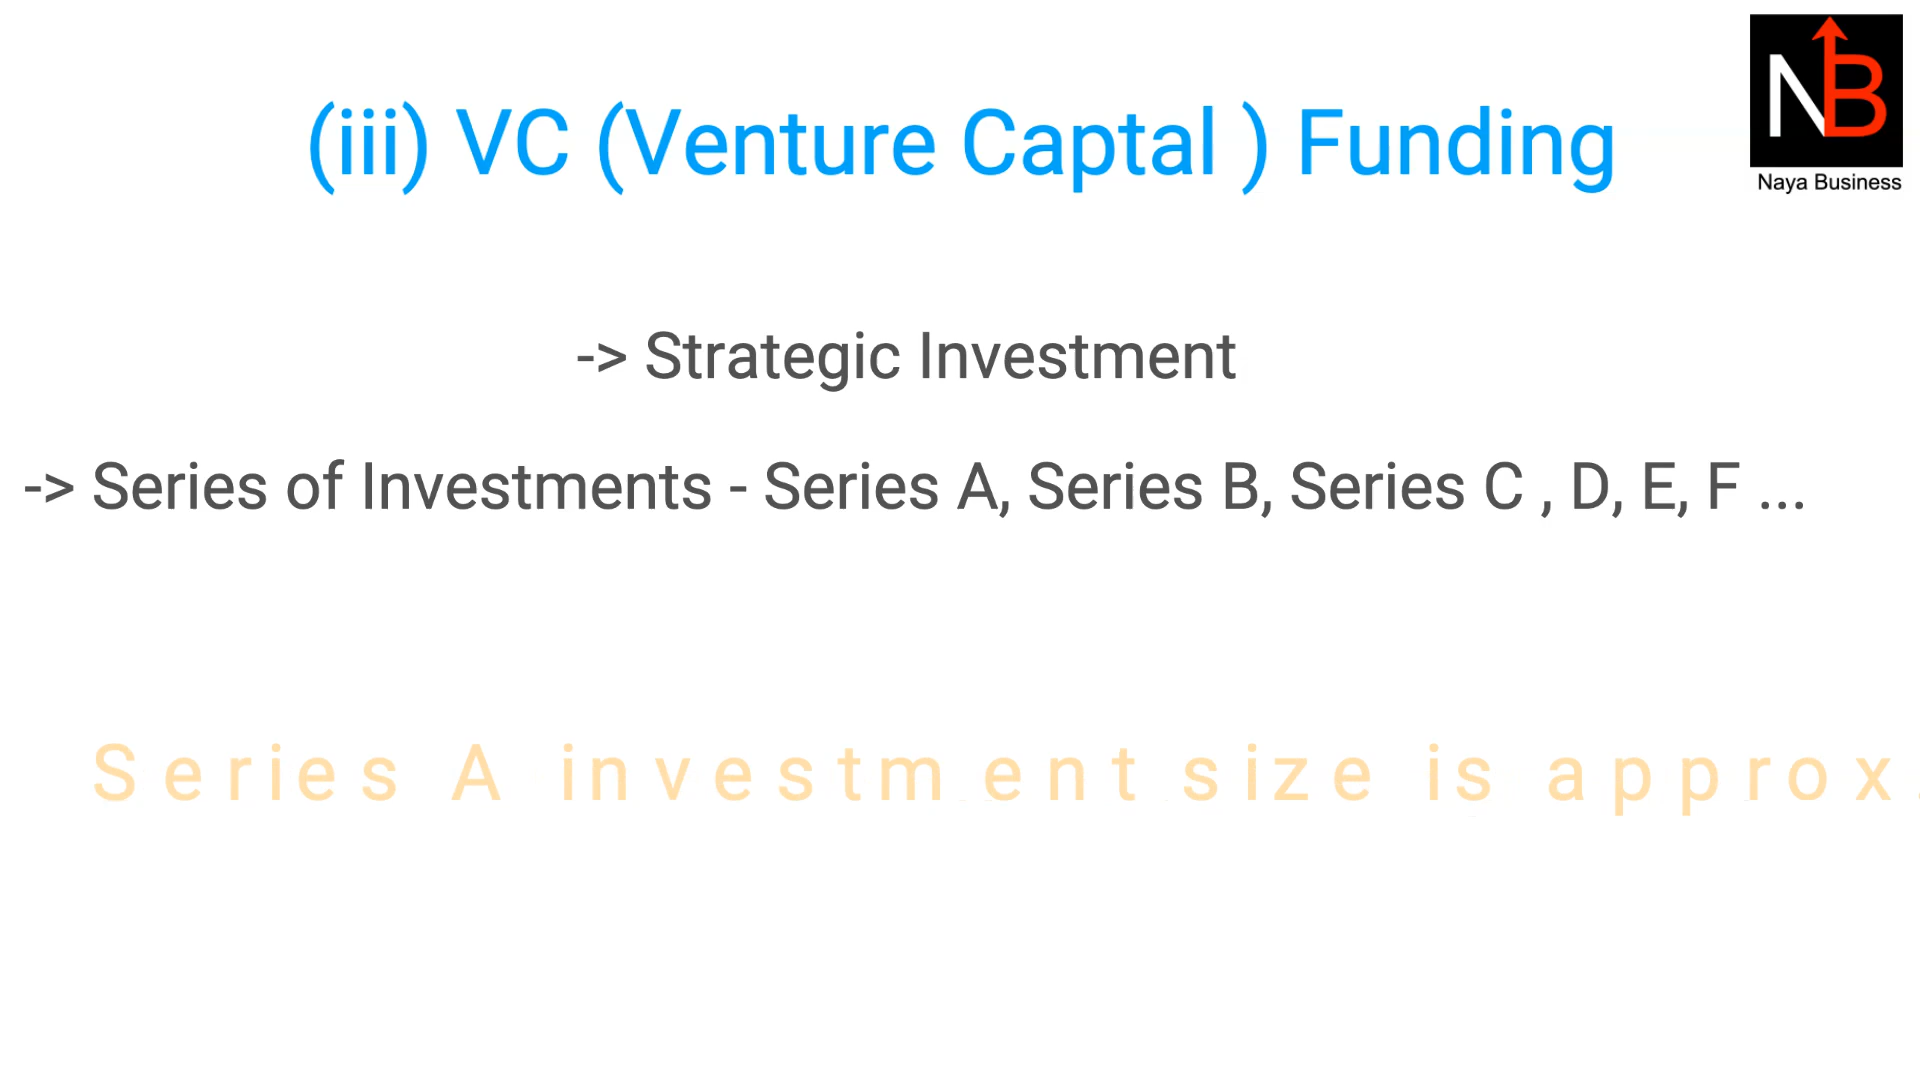 (iii) VC (Venture Captal ) Funding
NB
Naya Business
-> Strategic Investment
-> Series of Investments - Series A, Series B, Series C , D, E, F ...
Series A investment size is approx.